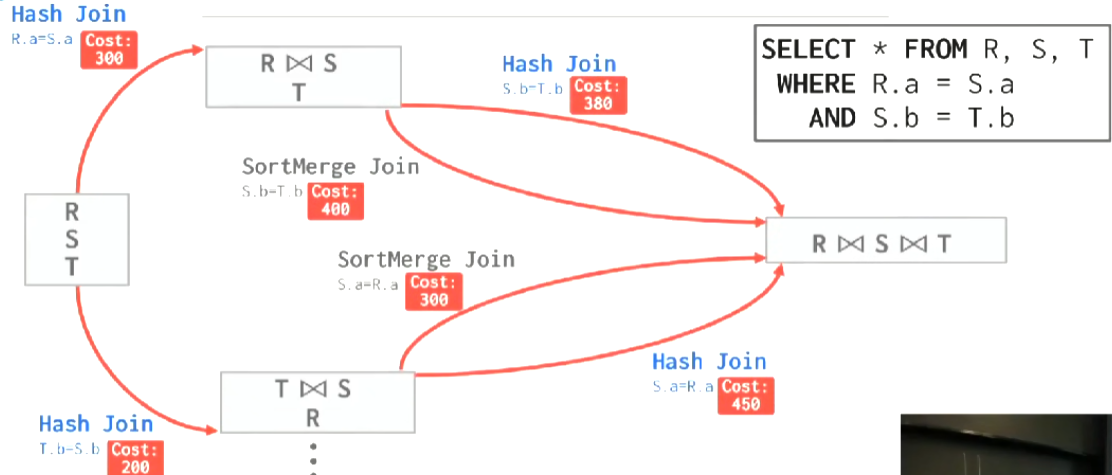 Hash Join
R.a=S.a
Cost:
300
R ⋈ S
T
Hash Join
S.b=T.b
Cost:
380
SELECT * FROM R, S, T
WHERE R.a = S.a
AND S.b = T.b
SortMerge Join
S.b=T.b
Cost:
400
R
S
T
R ⋈ S ⋈ T
SortMerge Join
S.a=R.a
Cost:
300
Hash Join
S.a=R.a
Cost:
450
T ⋈ S
R
Hash Join
T.b=S.b
Cost:
200